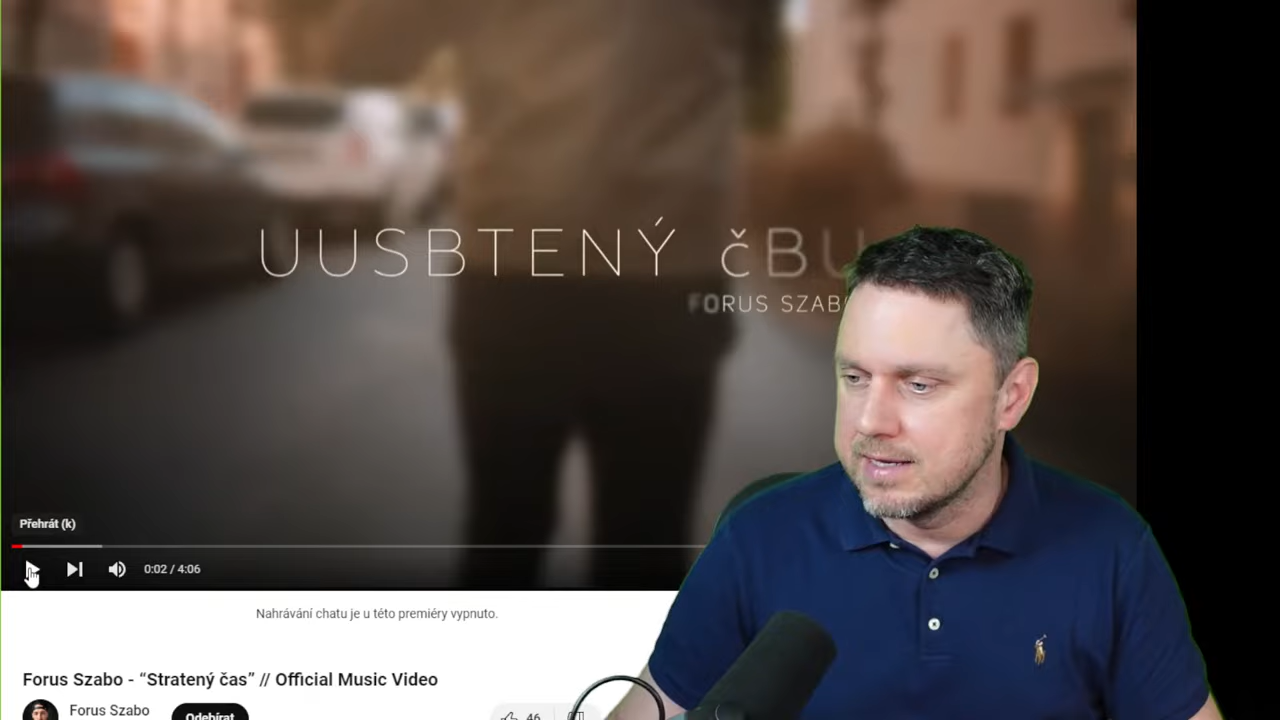 UUSBTENÝ čBU
FORUS SZABO
Přehrát (k)
0:02 / 4:06
Nahrávání chatu je u této premiéry vypnuto.
Forus Szabo - “Stratený čas” // Official Music Video
Forus Szabo
Odebírat
46